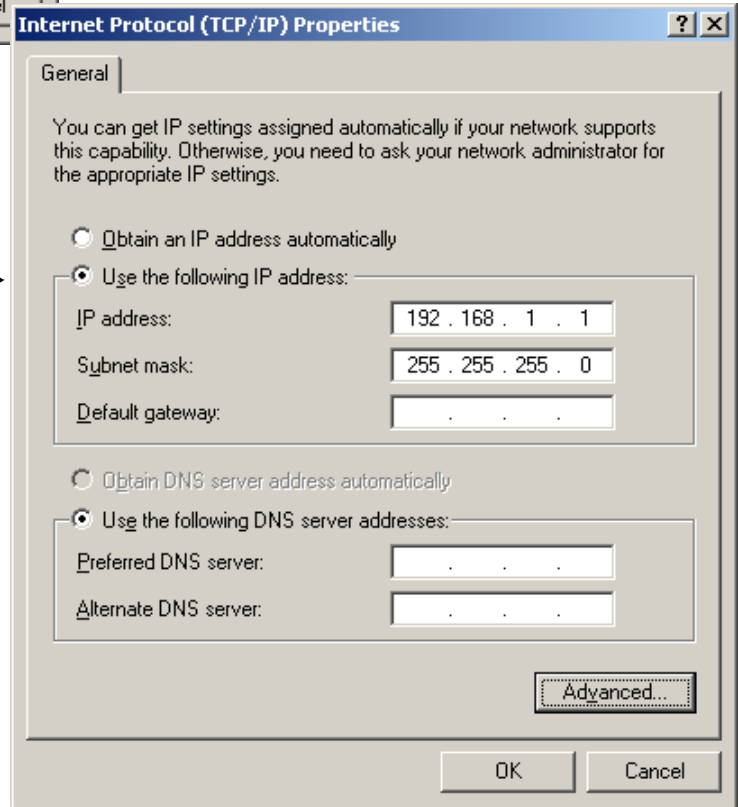 Internet Protocol (TCP/IP) Properties
General
You can get IP settings assigned automatically if your network supports
this capability. Otherwise, you need to ask your network administrator for
the appropriate IP settings.
Obtain an IP address automatically
Use the following IP address:
IP address: 192 . 168 . 1 . 1
Subnet mask: 255 . 255 . 255 . 0
Default gateway: . . .
Obtain DNS server address automatically
Use the following DNS server addresses:
Preferred DNS server: . . .
Alternate DNS server: . . .
Advanced...
OK Cancel